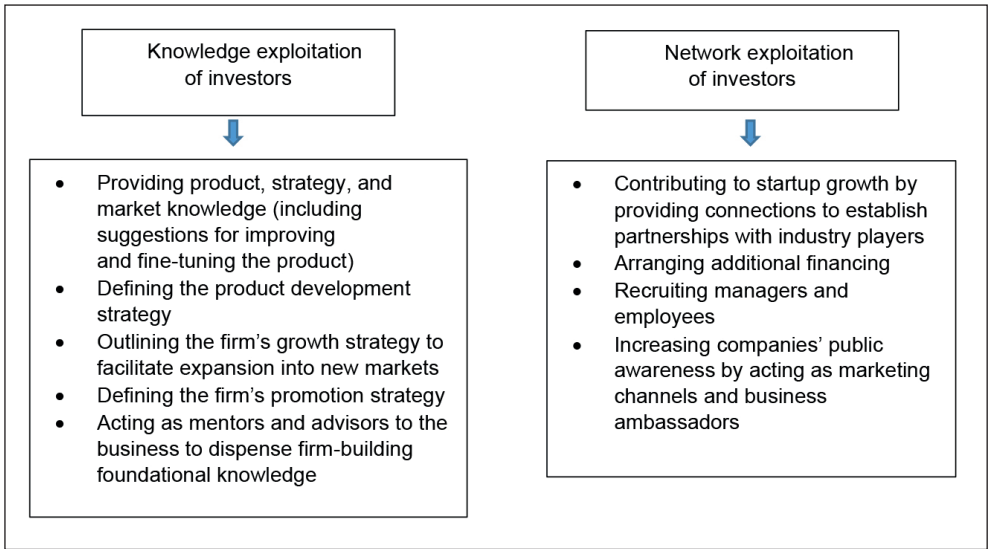 Knowledge exploitation
of investors
• Providing product, strategy, and
market knowledge (including
suggestions for improving
and fine-tuning the product)
• Defining the product development
strategy
• Outlining the firm's growth strategy to
facilitate expansion into new markets
• Defining the firm's promotion strategy
• Acting as mentors and advisors to the
business to dispense firm-building
foundational knowledge
Network exploitation
of investors
• Contributing to startup growth by
providing connections to establish
partnerships with industry players
• Arranging additional financing
• Recruiting managers and
employees
• Increasing companies' public
awareness by acting as marketing
channels and business
ambassadors